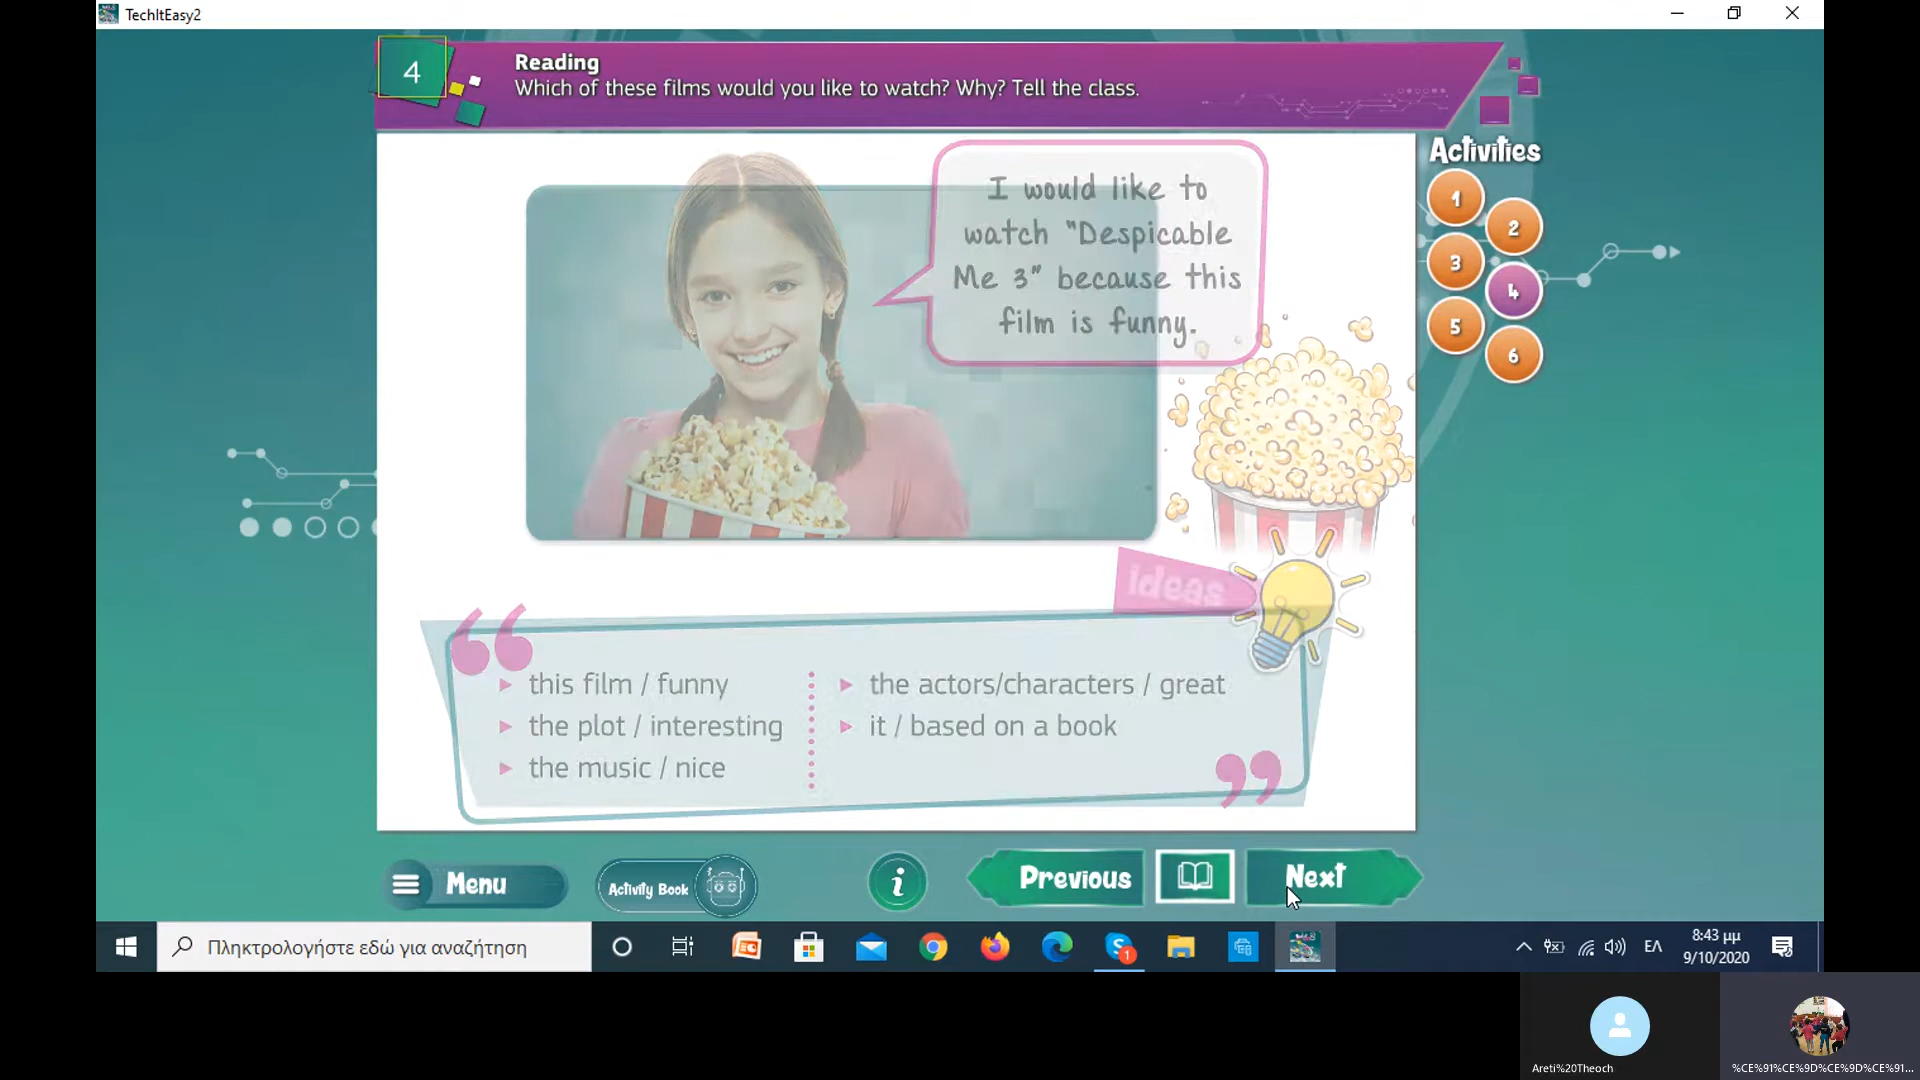 TechItEasy2
4
Reading
Which of these films would you like to watch? Why? Tell the class.
Activities
1
2
3
4
5
6
I would like to
watch "Despicable
Me 3" because this
film is funny.
ideas
▸ this film / funny
▸ the plot / interesting
▸ the music / nice
▸ the actors/characters / great
▸ it / based on a book
Menu
Activity Book
i
Previous
Next
Πληκτρολογήστε εδώ για αναζήτηση
1
ΕΛ
8:43 μμ
9/10/2020
Areti%20Theoch
%CE%91%CE%9D%CE%9D%CE%91...